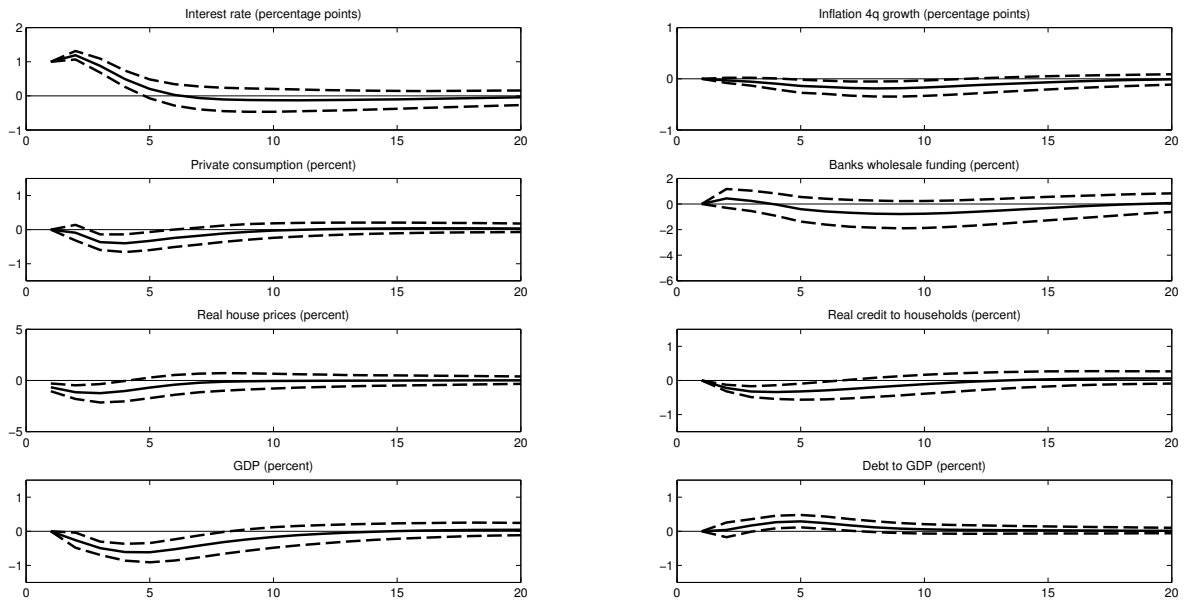 Interest rate (percentage points)
2
1
0
−1
0 5 10 15 20
Inflation 4q growth (percentage points)
1
0
−1
0 5 10 15 20
Private consumption (percent)
1
0
−1
0 5 10 15 20
Banks wholesale funding (percent)
2
0
−2
−4
−6
0 5 10 15 20
Real house prices (percent)
5
0
−5
0 5 10 15 20
Real credit to households (percent)
1
0
−1
0 5 10 15 20
GDP (percent)
1
0
−1
0 5 10 15 20
Debt to GDP (percent)
1
0
−1
0 5 10 15 20